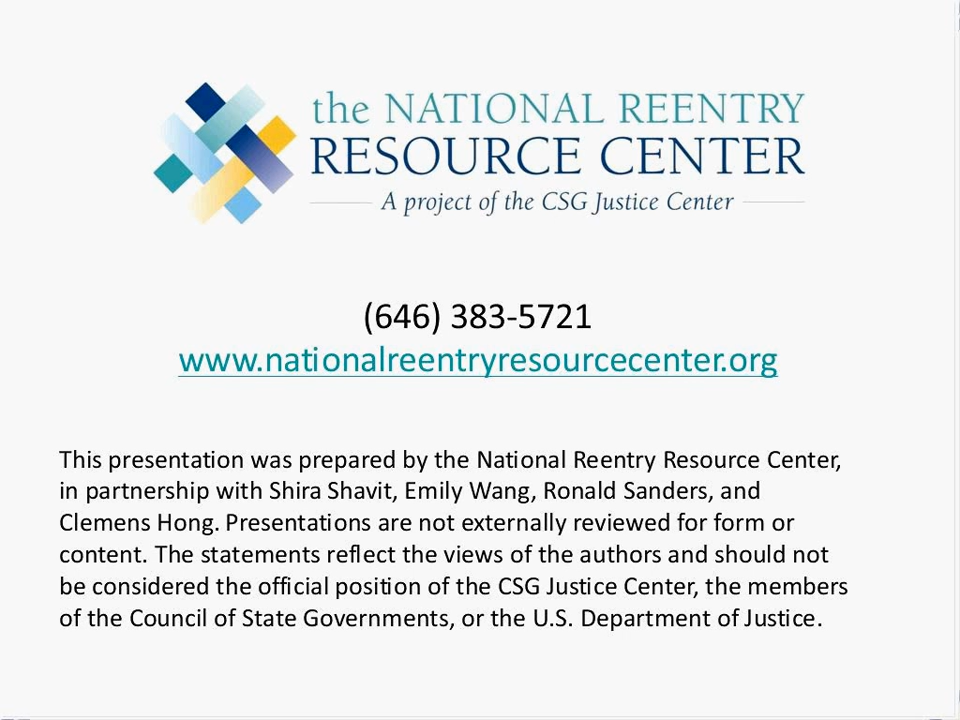 the NATIONAL REENTRY
RESOURCE CENTER
A project of the CSG Justice Center
(646) 383-5721
www.nationalreentryresourcecenter.org
This presentation was prepared by the National Reentry Resource Center,
in partnership with Shira Shavit, Emily Wang, Ronald Sanders, and
Clemens Hong. Presentations are not externally reviewed for form or
content. The statements reflect the views of the authors and should not
be considered the official position of the CSG Justice Center, the members
of the Council of State Governments, or the U.S. Department of Justice.